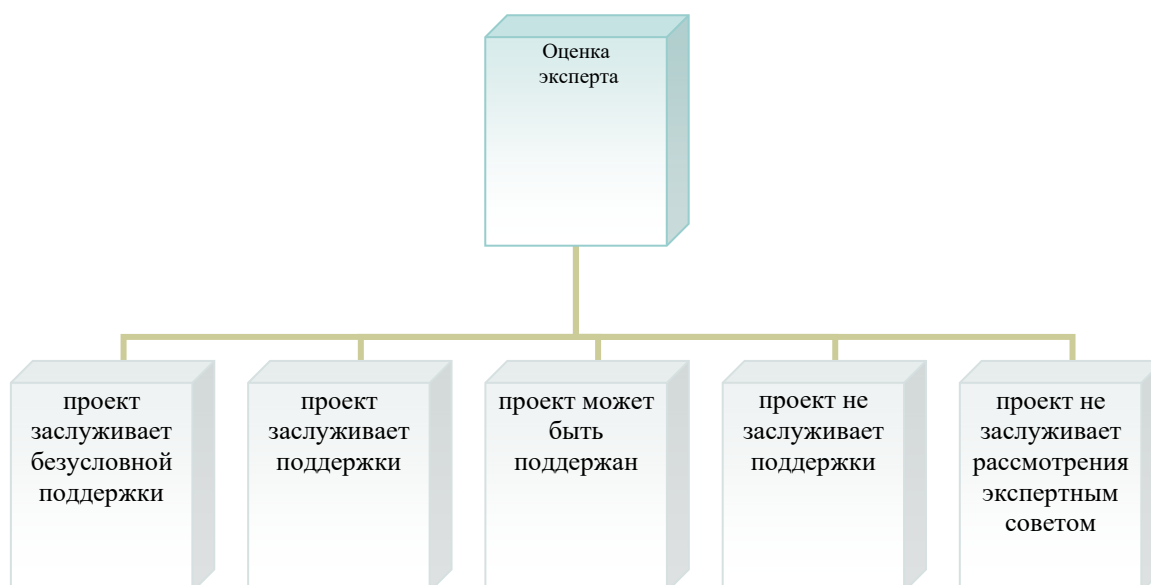 Оценка
эксперта
проект
заслуживает
безусловной
поддержки
проект
заслуживает
поддержки
проект может
быть
поддержан
проект не
заслуживает
поддержки
проект не
заслуживает
рассмотрения
экспертным
советом